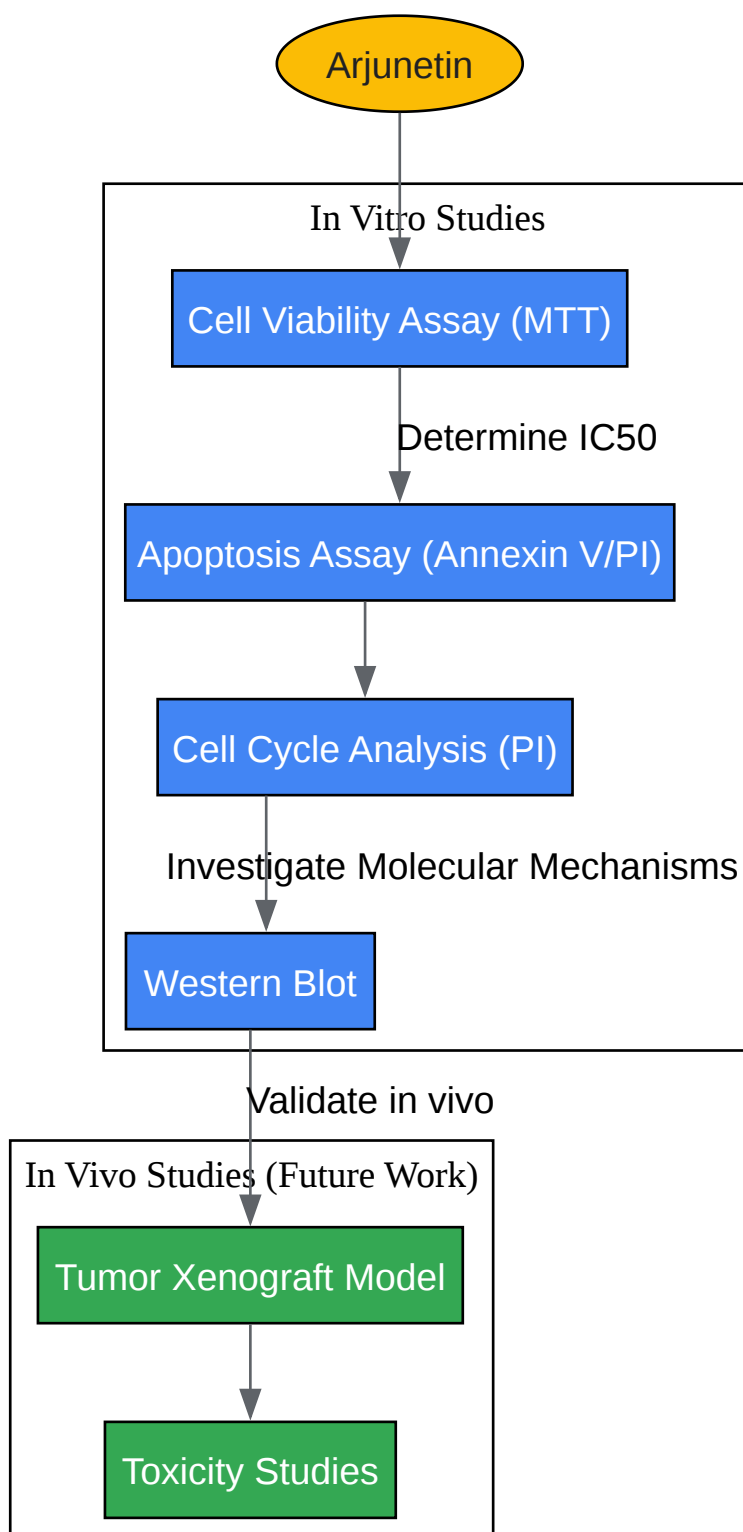 Arjunetin
In Vitro Studies
Cell Viability Assay (MTT)
Determine IC50
Apoptosis Assay (Annexin V/PI)
Cell Cycle Analysis (PI)
Investigate Molecular Mechanisms
Western Blot
Validate in vivo
In Vivo Studies (Future Work)
Tumor Xenograft Model
Toxicity Studies